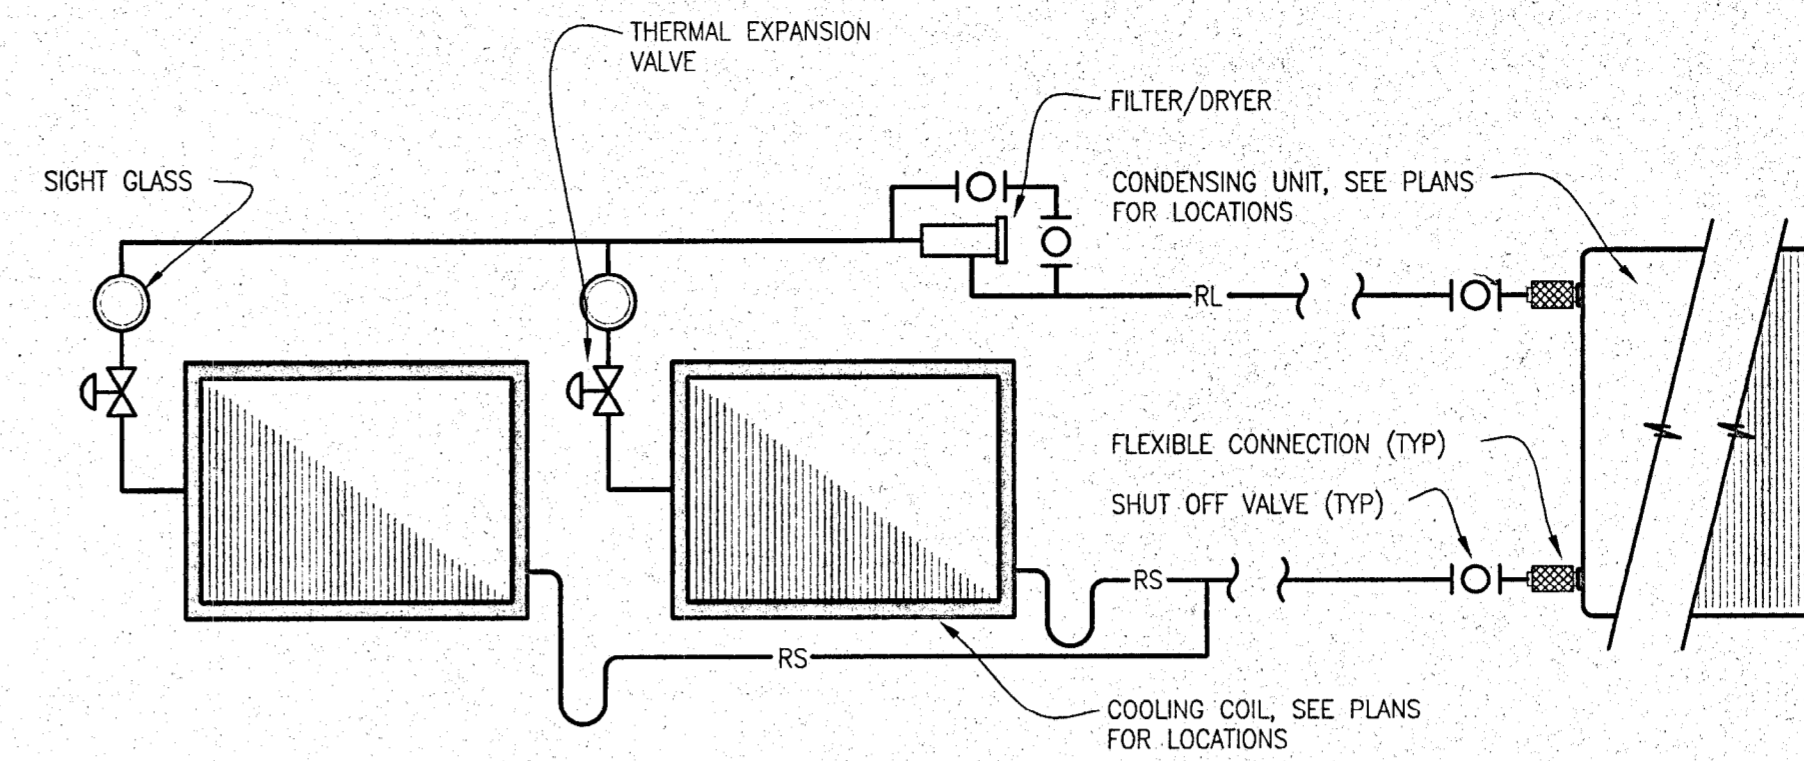 THERMAL EXPANSION
VALVE
FILTER/DRYER
SIGHT GLASS
CONDENSING UNIT, SEE PLANS
FOR LOCATIONS
RL
FLEXIBLE CONNECTION (TYP)
SHUT OFF VALVE (TYP)
RS
RS
COOLING COIL, SEE PLANS
FOR LOCATIONS